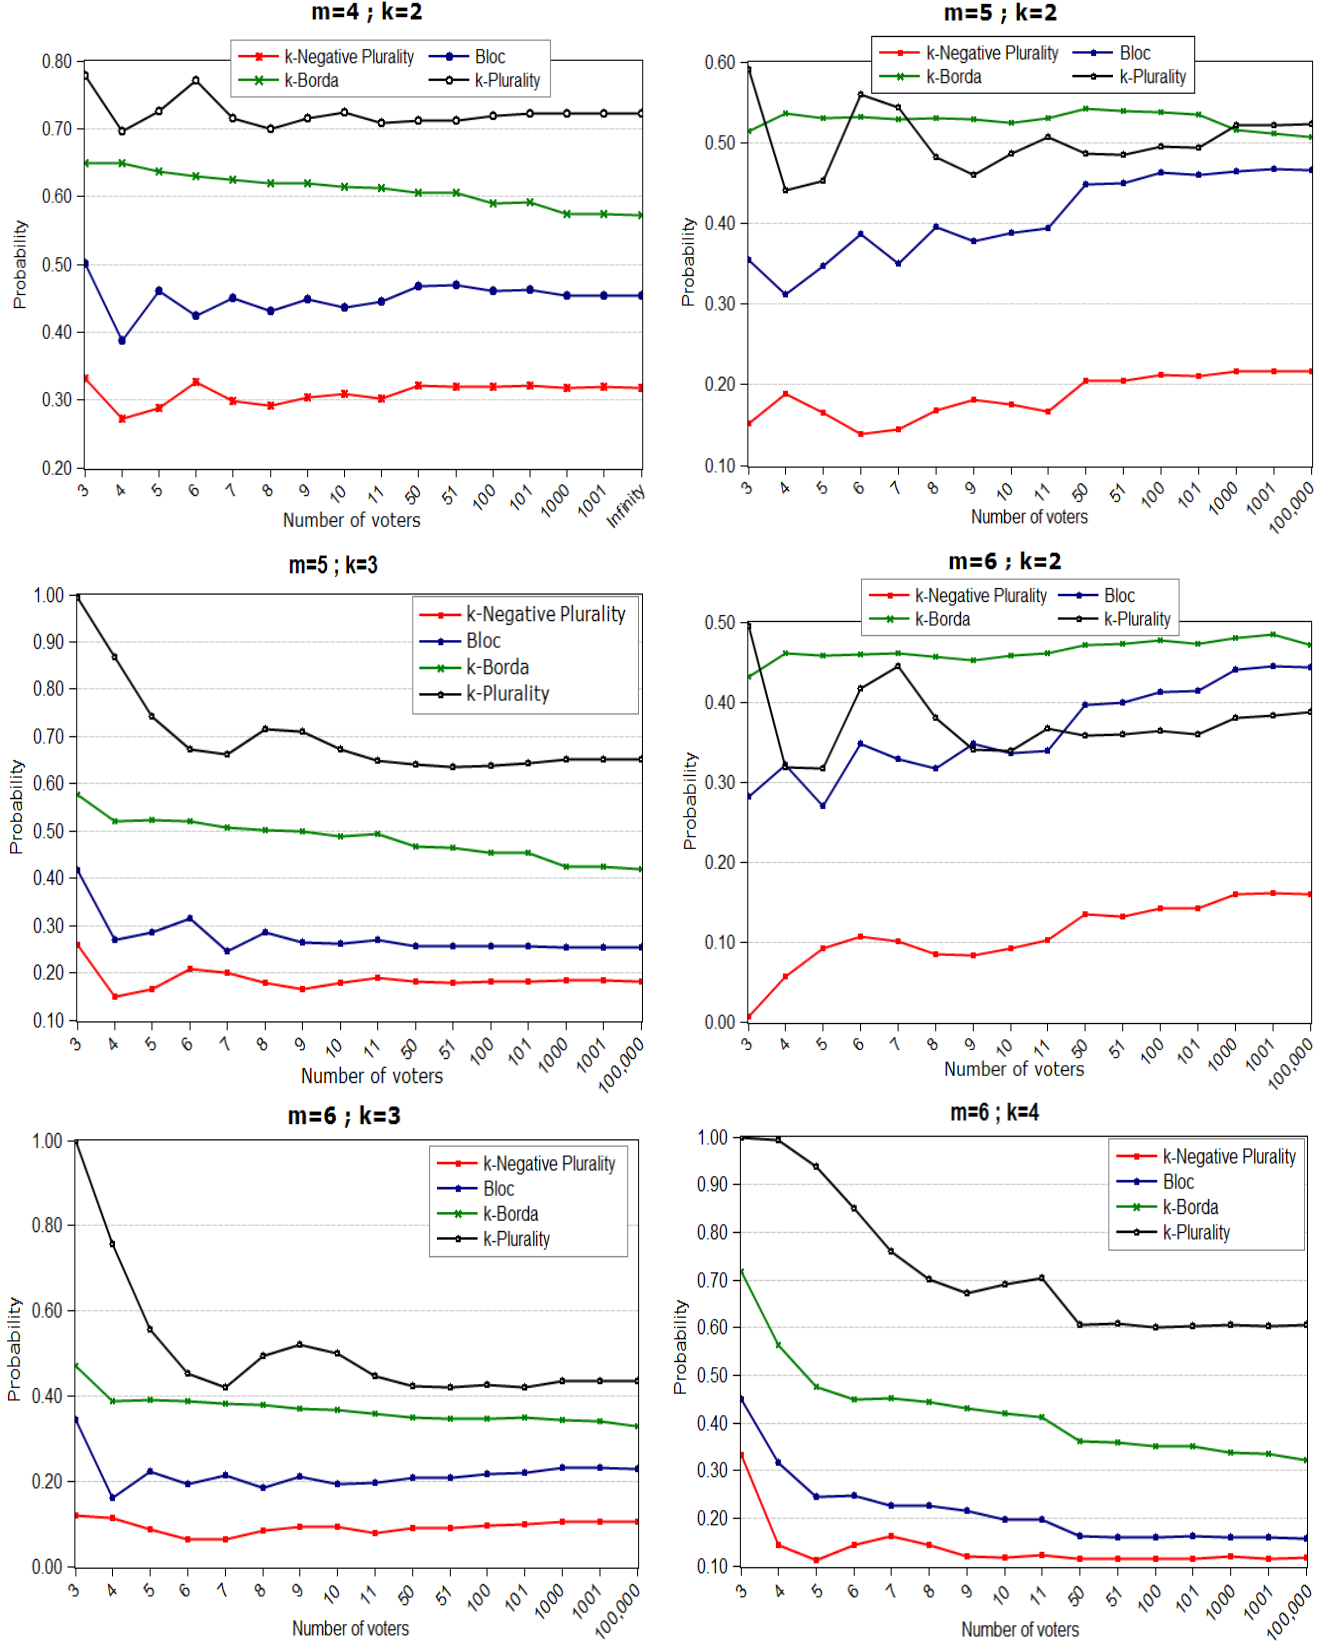 m=4 ; k=2
k-Negative Plurality
Bloc
k-Borda
k-Plurality
0.80
0.70
0.60
0.50
0.40
0.30
0.20
Probability
3 4 5 6 7 8 9 10 11 50 51 100 101 1000 1001 Infinity
Number of voters
m=5 ; k=2
k-Negative Plurality
Bloc
k-Borda
k-Plurality
0.60
0.50
0.40
0.30
0.20
0.10
Probability
3 4 5 6 7 8 9 10 11 50 51 100 101 1000 1001 100,000
Number of voters
m=5 ; k=3
k-Negative Plurality
Bloc
k-Borda
k-Plurality
1.00
0.90
0.80
0.70
0.60
0.50
0.40
0.30
0.20
0.10
Probability
3 4 5 6 7 8 9 10 11 50 51 100 101 1000 1001 100,000
Number of voters
m=6 ; k=2
k-Negative Plurality
Bloc
k-Borda
k-Plurality
0.50
0.40
0.30
0.20
0.10
0.00
Probability
3 4 5 6 7 8 9 10 11 50 51 100 101 1000 1001 100,000
Number of voters
m=6 ; k=3
k-Negative Plurality
Bloc
k-Borda
k-Plurality
1.00
0.80
0.60
0.40
0.20
0.00
Probability
3 4 5 6 7 8 9 10 11 50 51 100 101 1000 1001 100,000
Number of voters
m=6 ; k=4
k-Negative Plurality
Bloc
k-Borda
k-Plurality
1.00
0.90
0.80
0.70
0.60
0.50
0.40
0.30
0.20
0.10
Probability
3 4 5 6 7 8 9 10 11 50 51 100 101 1000 1001 100,000
Number of voters